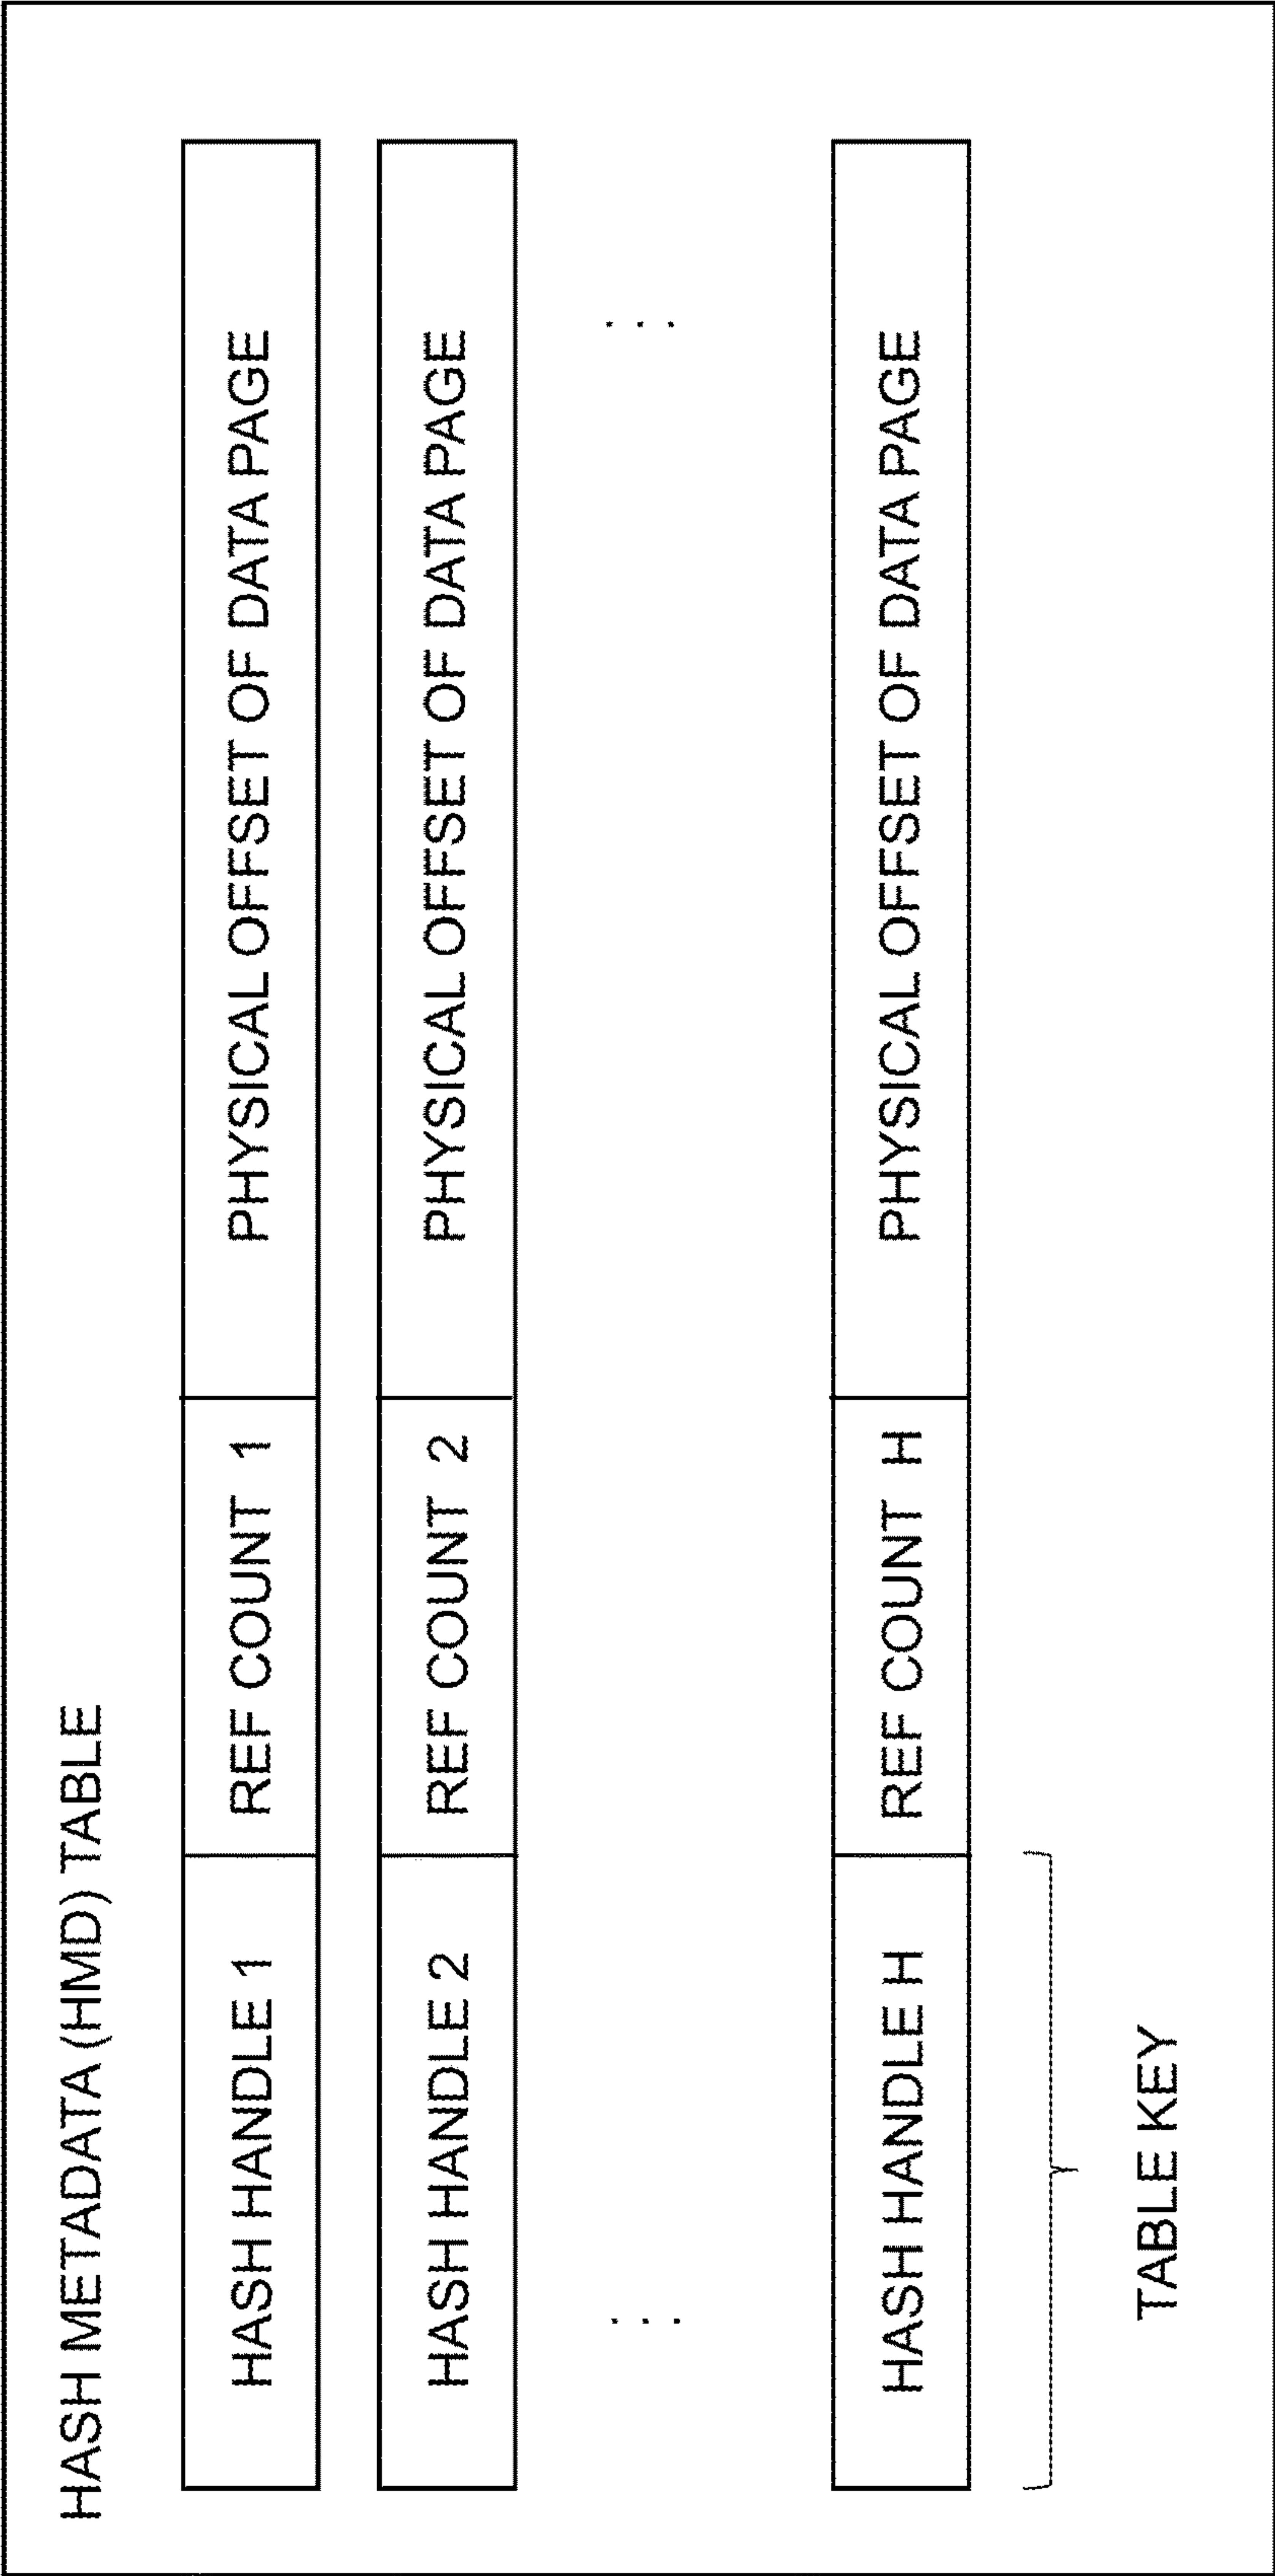 HASH METADATA (HMD) TABLE
HASH HANDLE 1 REF COUNT 1 PHYSICAL OFFSET OF DATA PAGE
HASH HANDLE 2 REF COUNT 2 PHYSICAL OFFSET OF DATA PAGE
. . . . . .
HASH HANDLE H REF COUNT H PHYSICAL OFFSET OF DATA PAGE
TABLE KEY